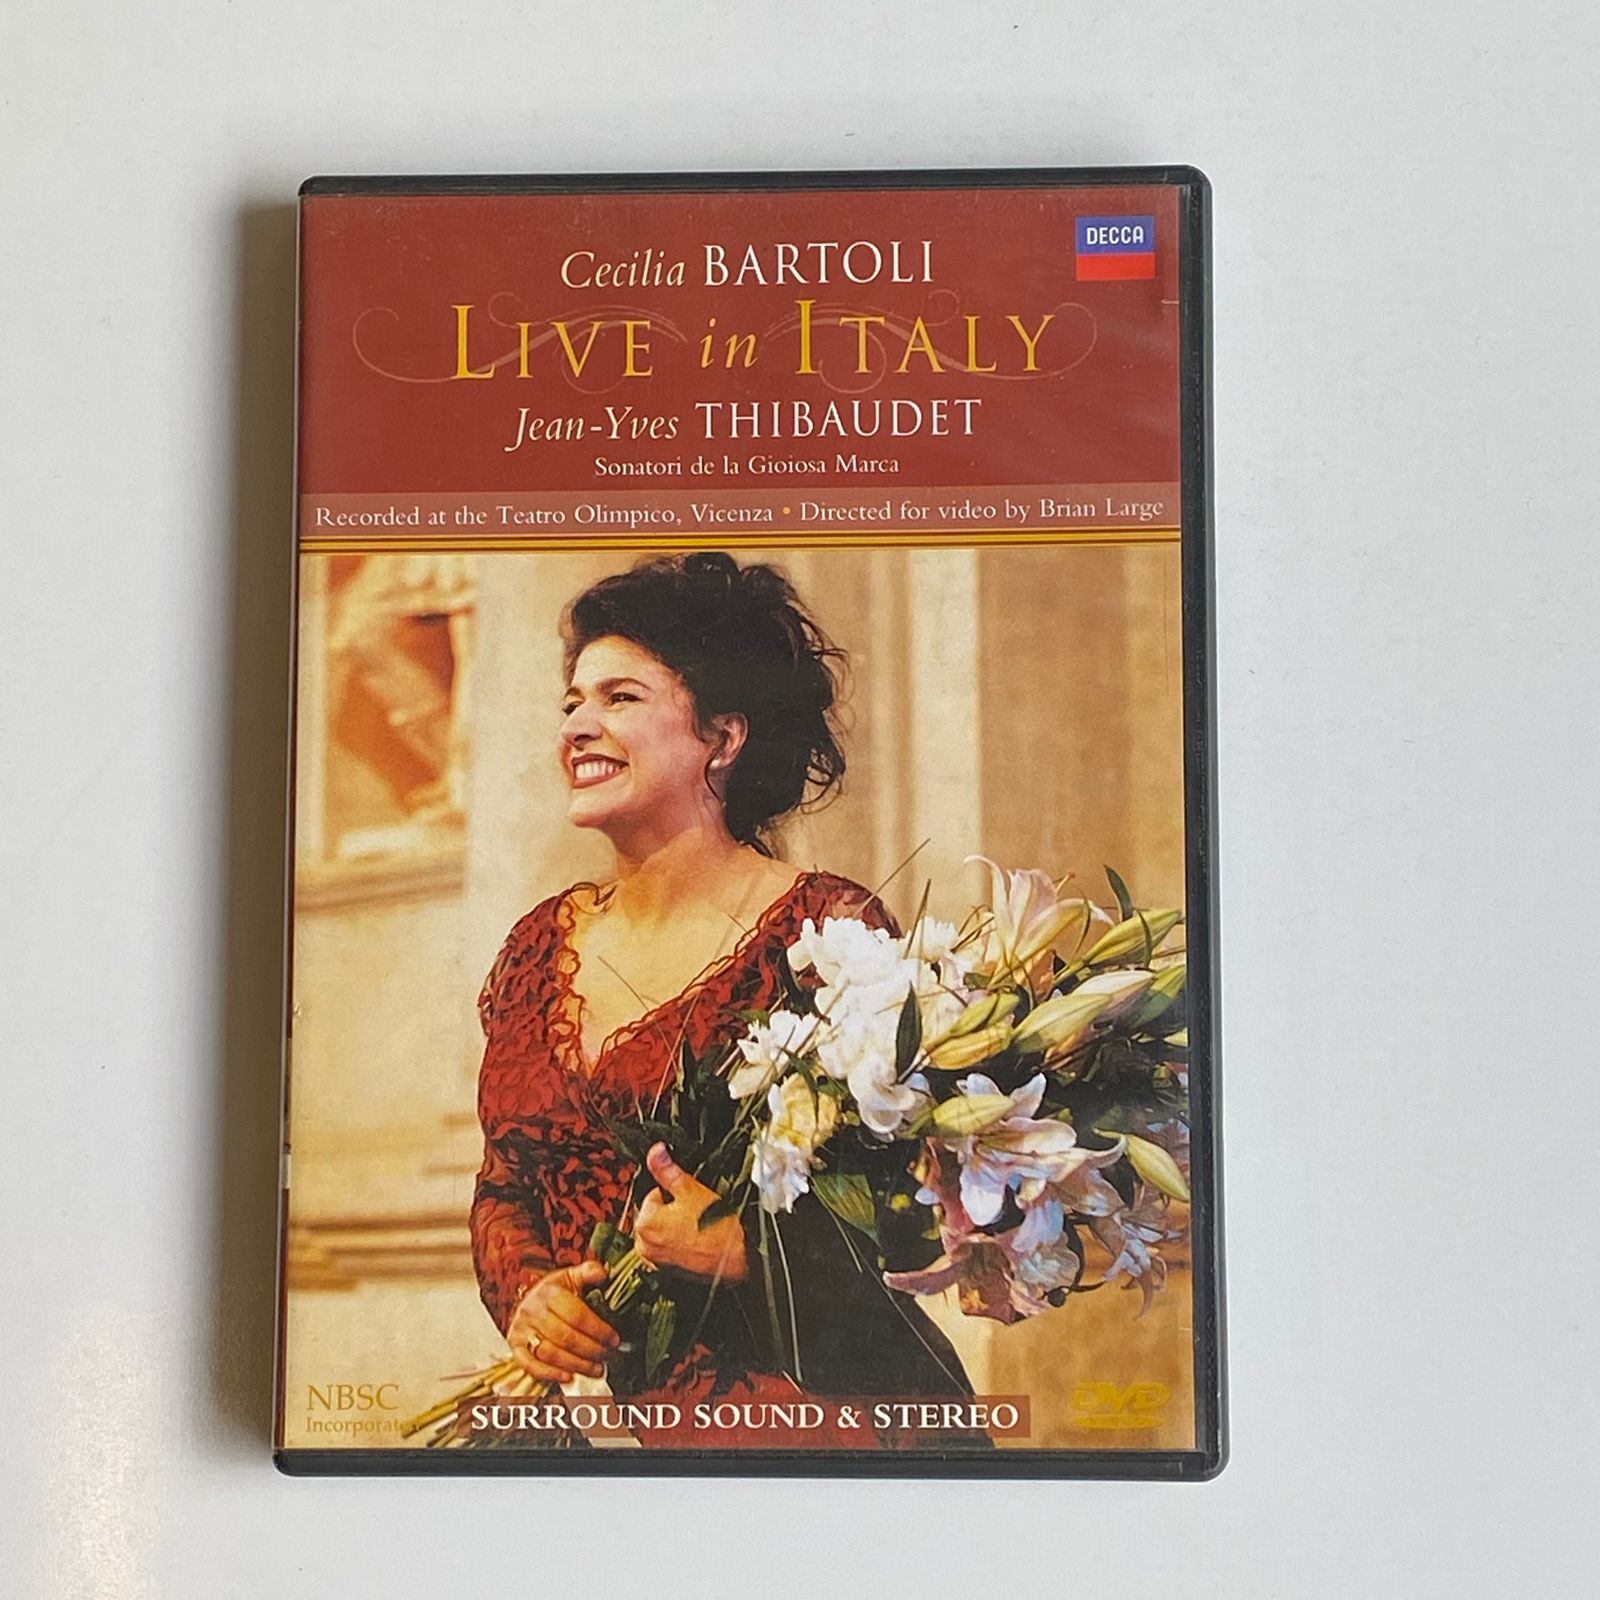 DECCA
Cecilia BARTOLI
LIVE in ITALY
Jean-Yves THIBAUDET
Sonatori de la Gioiosa Marca
Recorded at the Teatro Olimpico, Vicenza • Directed for video by Brian Large
NBSC
Incorporated
SURROUND SOUND & STEREO
DVD